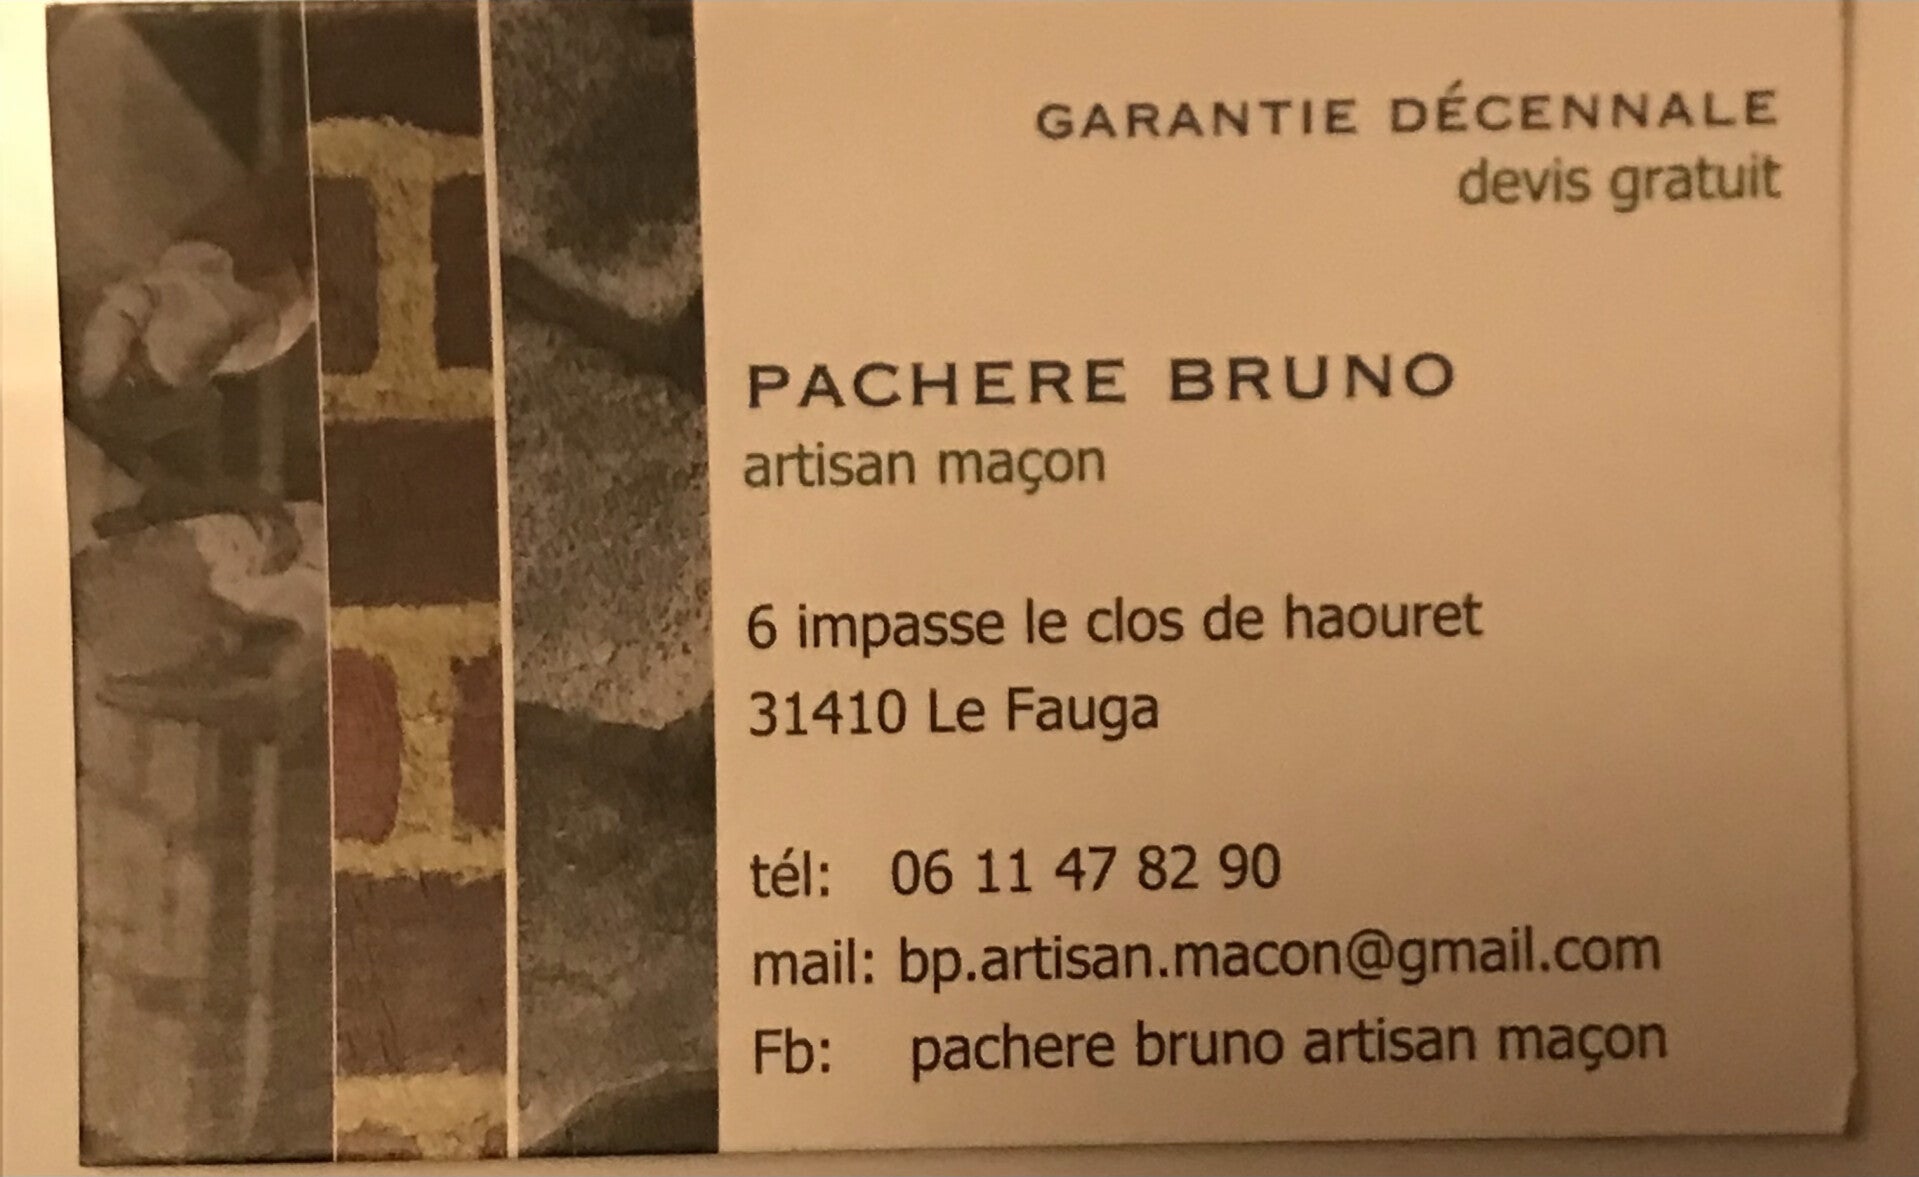 GARANTIE DÉCENNALE
devis gratuit
PACHERE BRUNO
artisan maçon
6 impasse le clos de haouret
31410 Le Fauga
tél: 06 11 47 82 90
mail: bp.artisan.macon@gmail.com
Fb: pachere bruno artisan maçon